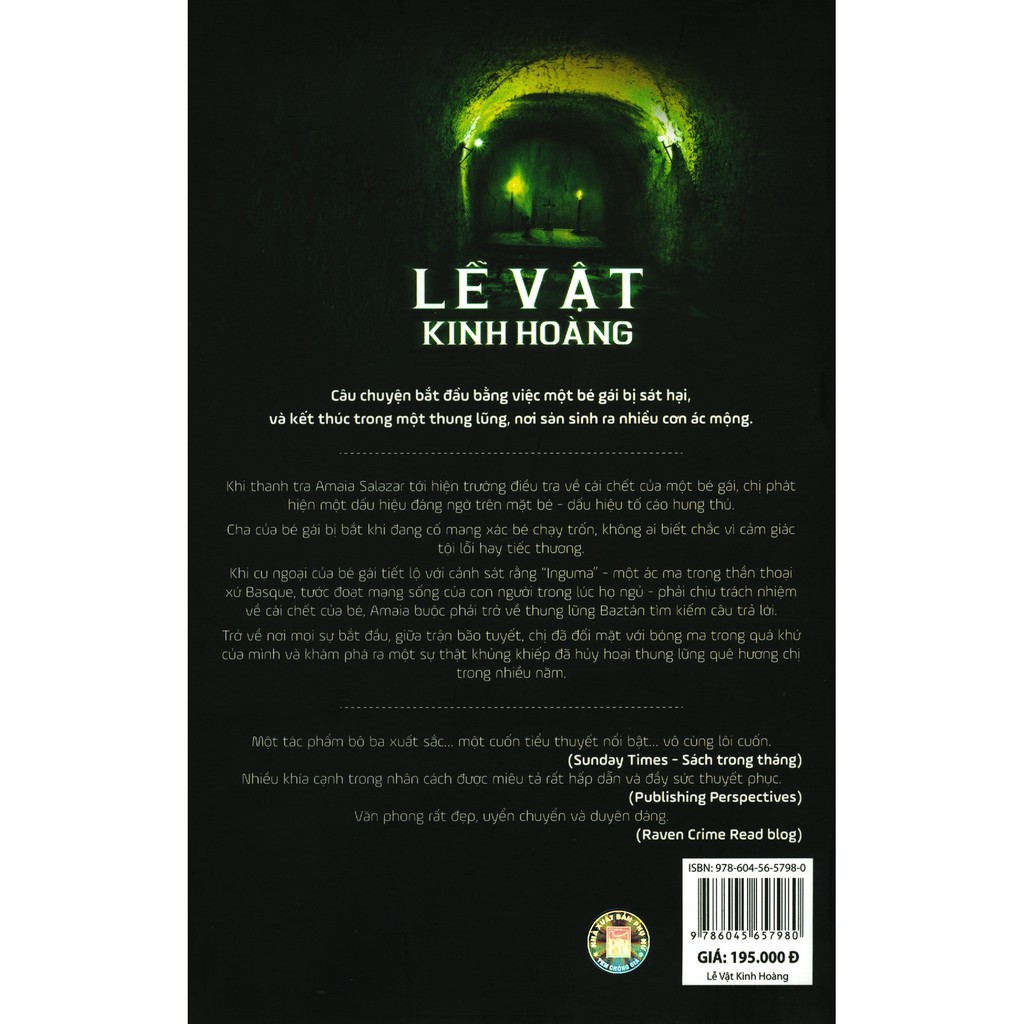 LỄ VẬT
KINH HOÀNG
Câu chuyện bắt đầu bằng việc một bé gái bị sát hại,
và kết thúc trong một thung lũng, nơi sản sinh ra nhiều cơn ác mộng.
Khi thanh tra Amaia Salazar tới hiện trường điều tra về cái chết của một bé gái, chị phát
hiện một dấu hiệu đáng ngờ trên mặt bé - dấu hiệu tố cáo hung thủ.
Cha của bé gái bị bắt khi đang cố mang xác bé chạy trốn, không ai biết chắc vì cảm giác
tội lỗi hay tiếc thương.
Khi cụ ngoại của bé gái tiết lộ với cảnh sát rằng "Inguma" - một ác ma trong thần thoại
xứ Basque, tước đoạt mạng sống của con người trong lúc họ ngủ - phải chịu trách nhiệm
về cái chết của bé, Amaia buộc phải trở về thung lũng Baztán tìm kiếm câu trả lời.
Trở về nơi mọi sự bắt đầu, giữa trận bão tuyết, chị đã đối mặt với bóng ma trong quá khứ
của mình và khám phá ra một sự thật khủng khiếp đã hủy hoại thung lũng quê hương chị
trong nhiều năm.
Một tác phẩm bộ ba xuất sắc... một cuốn tiểu thuyết nổi bật... vô cùng lôi cuốn.
(Sunday Times - Sách trong tháng)
Nhiều khía cạnh trong nhân cách được miêu tả rất hấp dẫn và đầy sức thuyết phục.
(Publishing Perspectives)
Văn phong rất đẹp, uyển chuyển và duyên dáng.
(Raven Crime Read blog)
ISBN: 978-604-56-5798-0
9 786045 657980
GIÁ: 195.000 Đ
Lễ Vật Kinh Hoàng
NHÀ XUẤT BẢN PHỤ NỮ
PN
TEM CHỐNG GIẢ